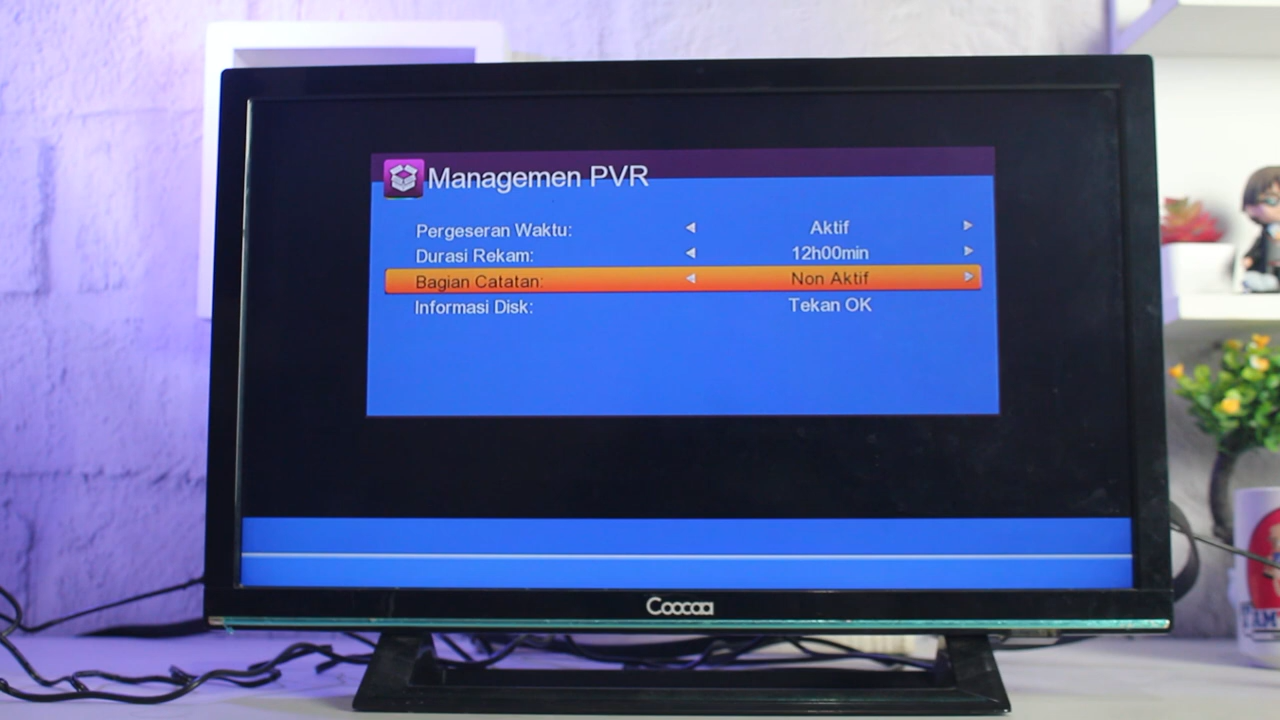 Managemen PVR
Pergeseran Waktu: Aktif
Durasi Rekam: 12h00min
Bagian Catatan: Non Aktif
Informasi Disk: Tekan OK
Coocaa